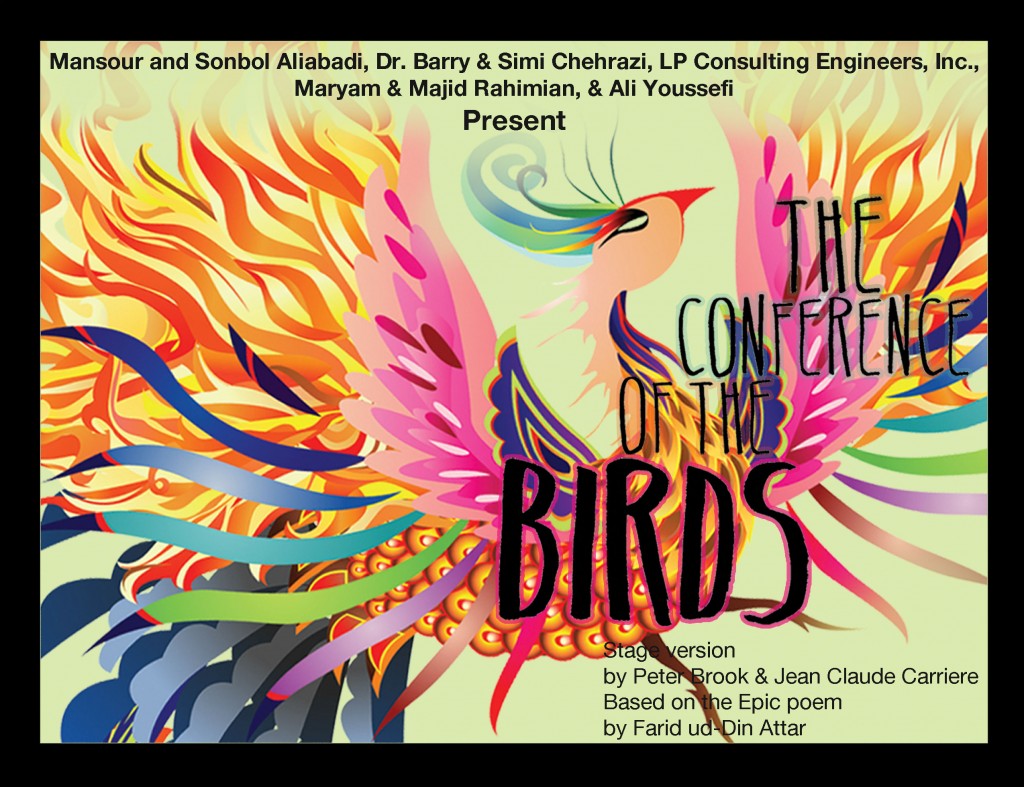 Mansour and Sonbol Aliabadi, Dr. Barry & Simi Chehrazi, LP Consulting Engineers, Inc.,
Maryam & Majid Rahimian, & Ali Youssefi
Present
THE
CONFERENCE
OF THE
BIRDS
Stage version
by Peter Brook & Jean Claude Carriere
Based on the Epic poem
by Farid ud-Din Attar